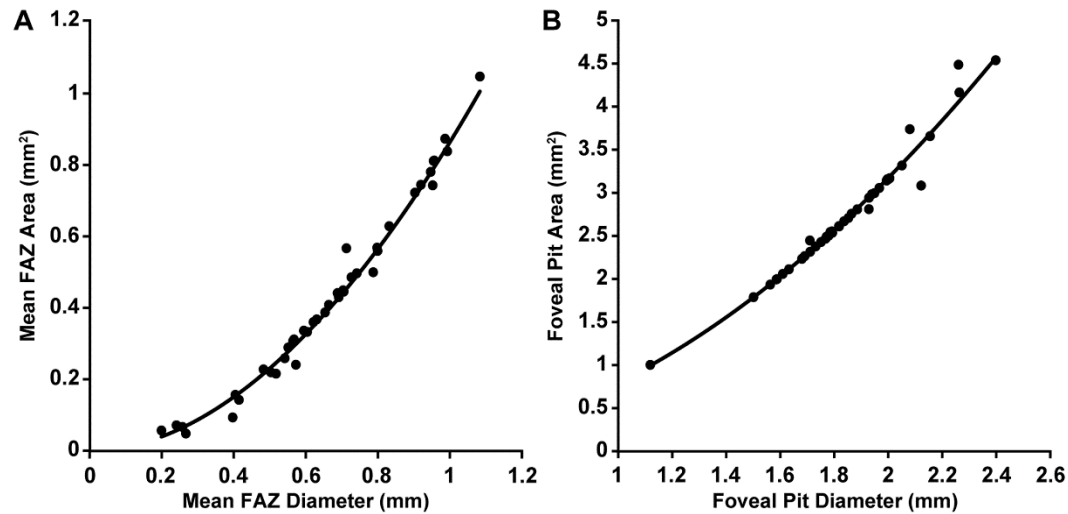 A
1.2
1
0.8
0.6
0.4
0.2
0
Mean FAZ Area (mm²)
0 0.2 0.4 0.6 0.8 1 1.2
Mean FAZ Diameter (mm)
B
5
4.5
4
3.5
3
2.5
2
1.5
1
0.5
0
Foveal Pit Area (mm²)
1 1.2 1.4 1.6 1.8 2 2.2 2.4 2.6
Foveal Pit Diameter (mm)